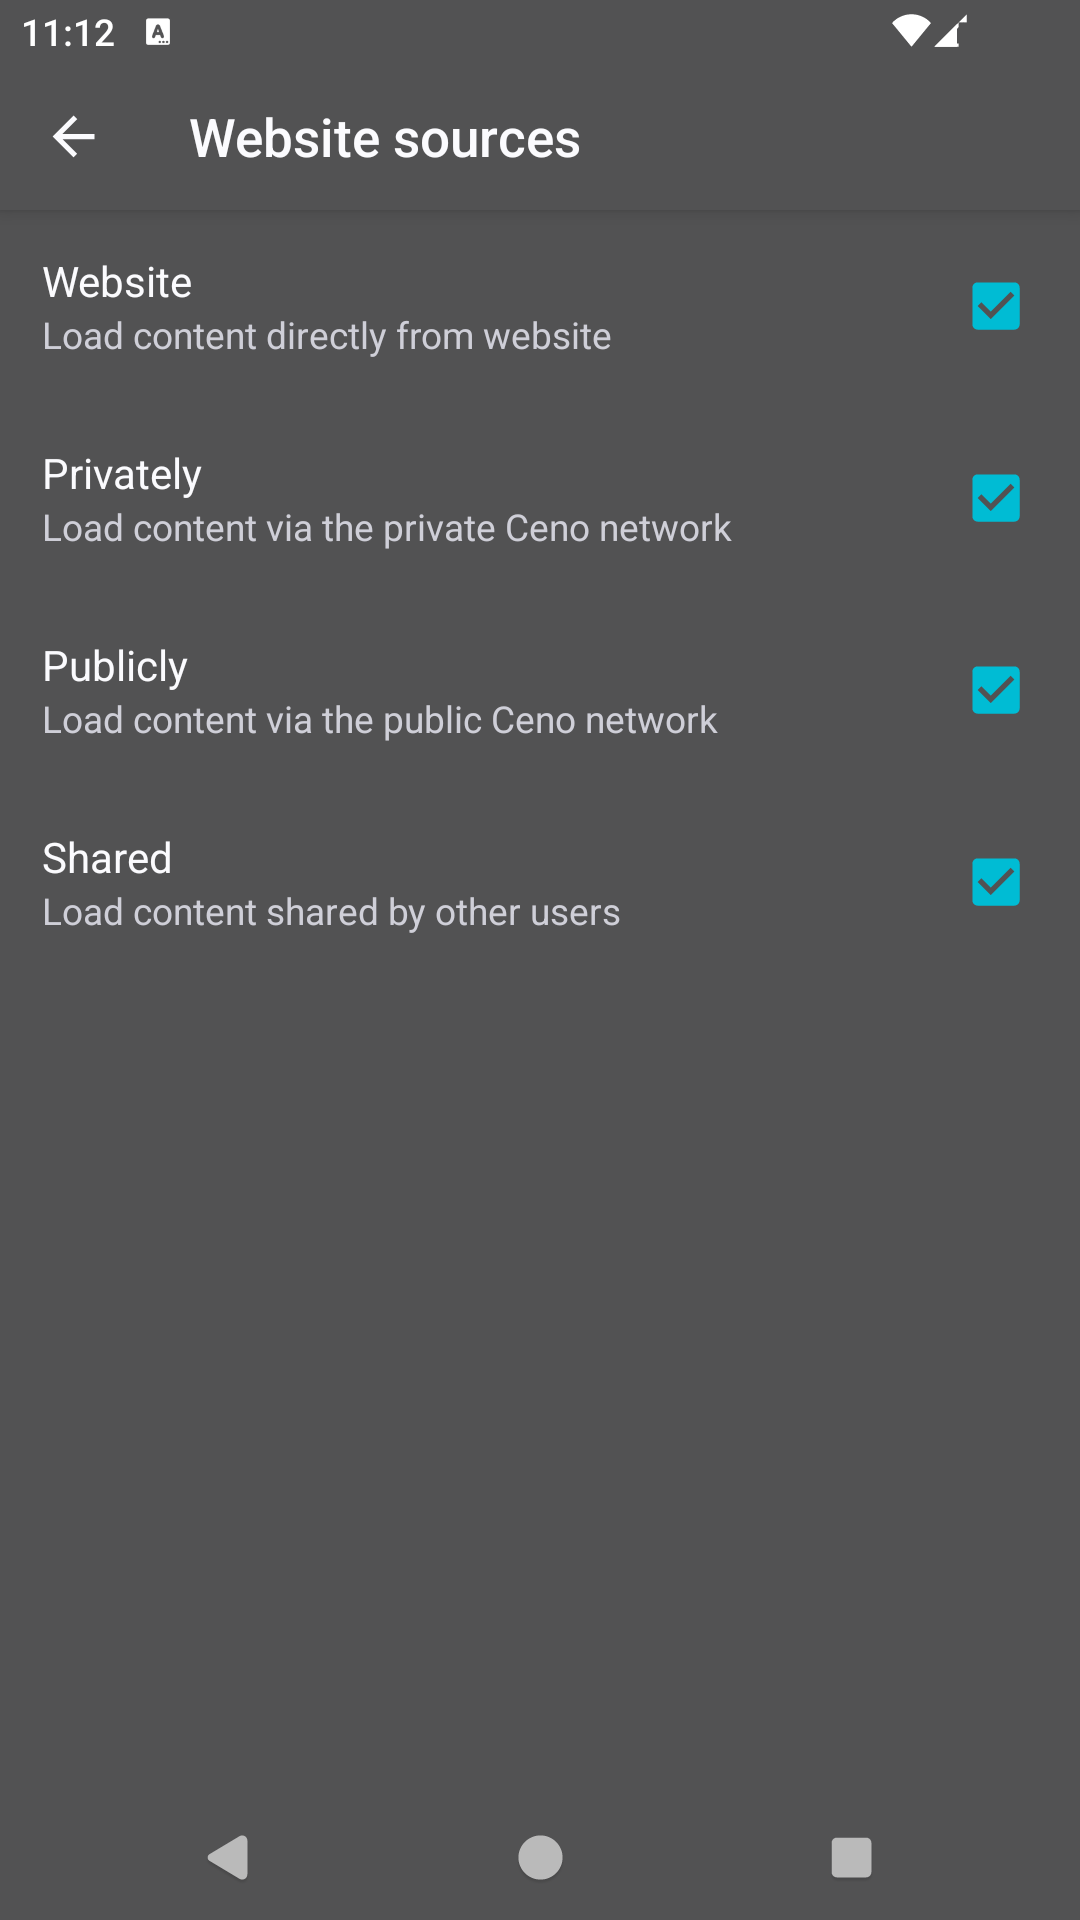 11:12
Website sources
Website
Load content directly from website
Privately
Load content via the private Ceno network
Publicly
Load content via the public Ceno network
Shared
Load content shared by other users